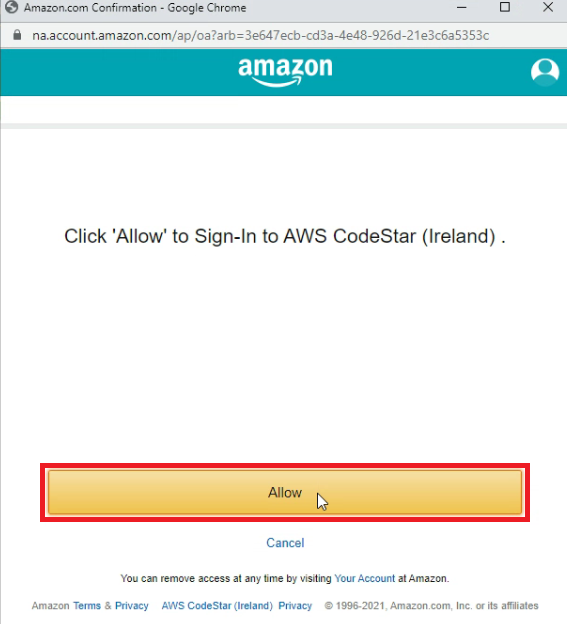 Amazon.com Confirmation - Google Chrome
na.account.amazon.com/ap/oa?arb=3e647ecb-cd3a-4e48-926d-21e3c6a5353c
amazon
Click 'Allow' to Sign-In to AWS CodeStar (Ireland) .
Allow
Cancel
You can remove access at any time by visiting Your Account at Amazon.
Amazon Terms & Privacy AWS CodeStar (Ireland) Privacy © 1996-2021, Amazon.com, Inc. or its affiliates